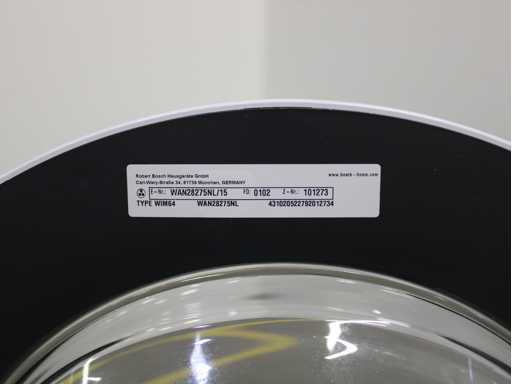 Robert Bosch Hausgeräte GmbH
Carl-Wery-Straße 34, 81739 München, GERMANY
www.bosch-home.com
E-Nr.: WAN28275NL/15 FD. 0102 Z-Nr.: 101273
TYPE WIM64 WAN28275NL 431020522792012734